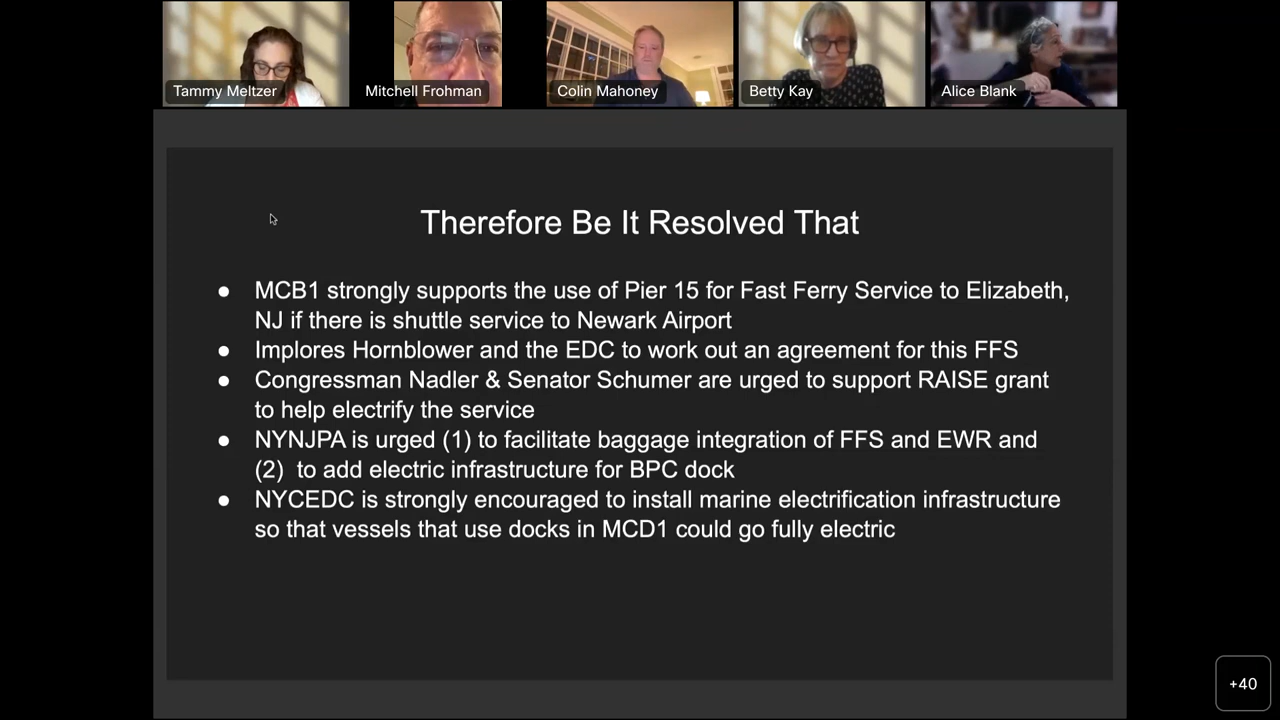 Tammy Meltzer
Mitchell Frohman
Colin Mahoney
Betty Kay
Alice Blank
Therefore Be It Resolved That
● MCB1 strongly supports the use of Pier 15 for Fast Ferry Service to Elizabeth,
NJ if there is shuttle service to Newark Airport
● Implores Hornblower and the EDC to work out an agreement for this FFS
● Congressman Nadler & Senator Schumer are urged to support RAISE grant
to help electrify the service
● NYNJPA is urged (1) to facilitate baggage integration of FFS and EWR and
(2) to add electric infrastructure for BPC dock
● NYCEDC is strongly encouraged to install marine electrification infrastructure
so that vessels that use docks in MCD1 could go fully electric
+40